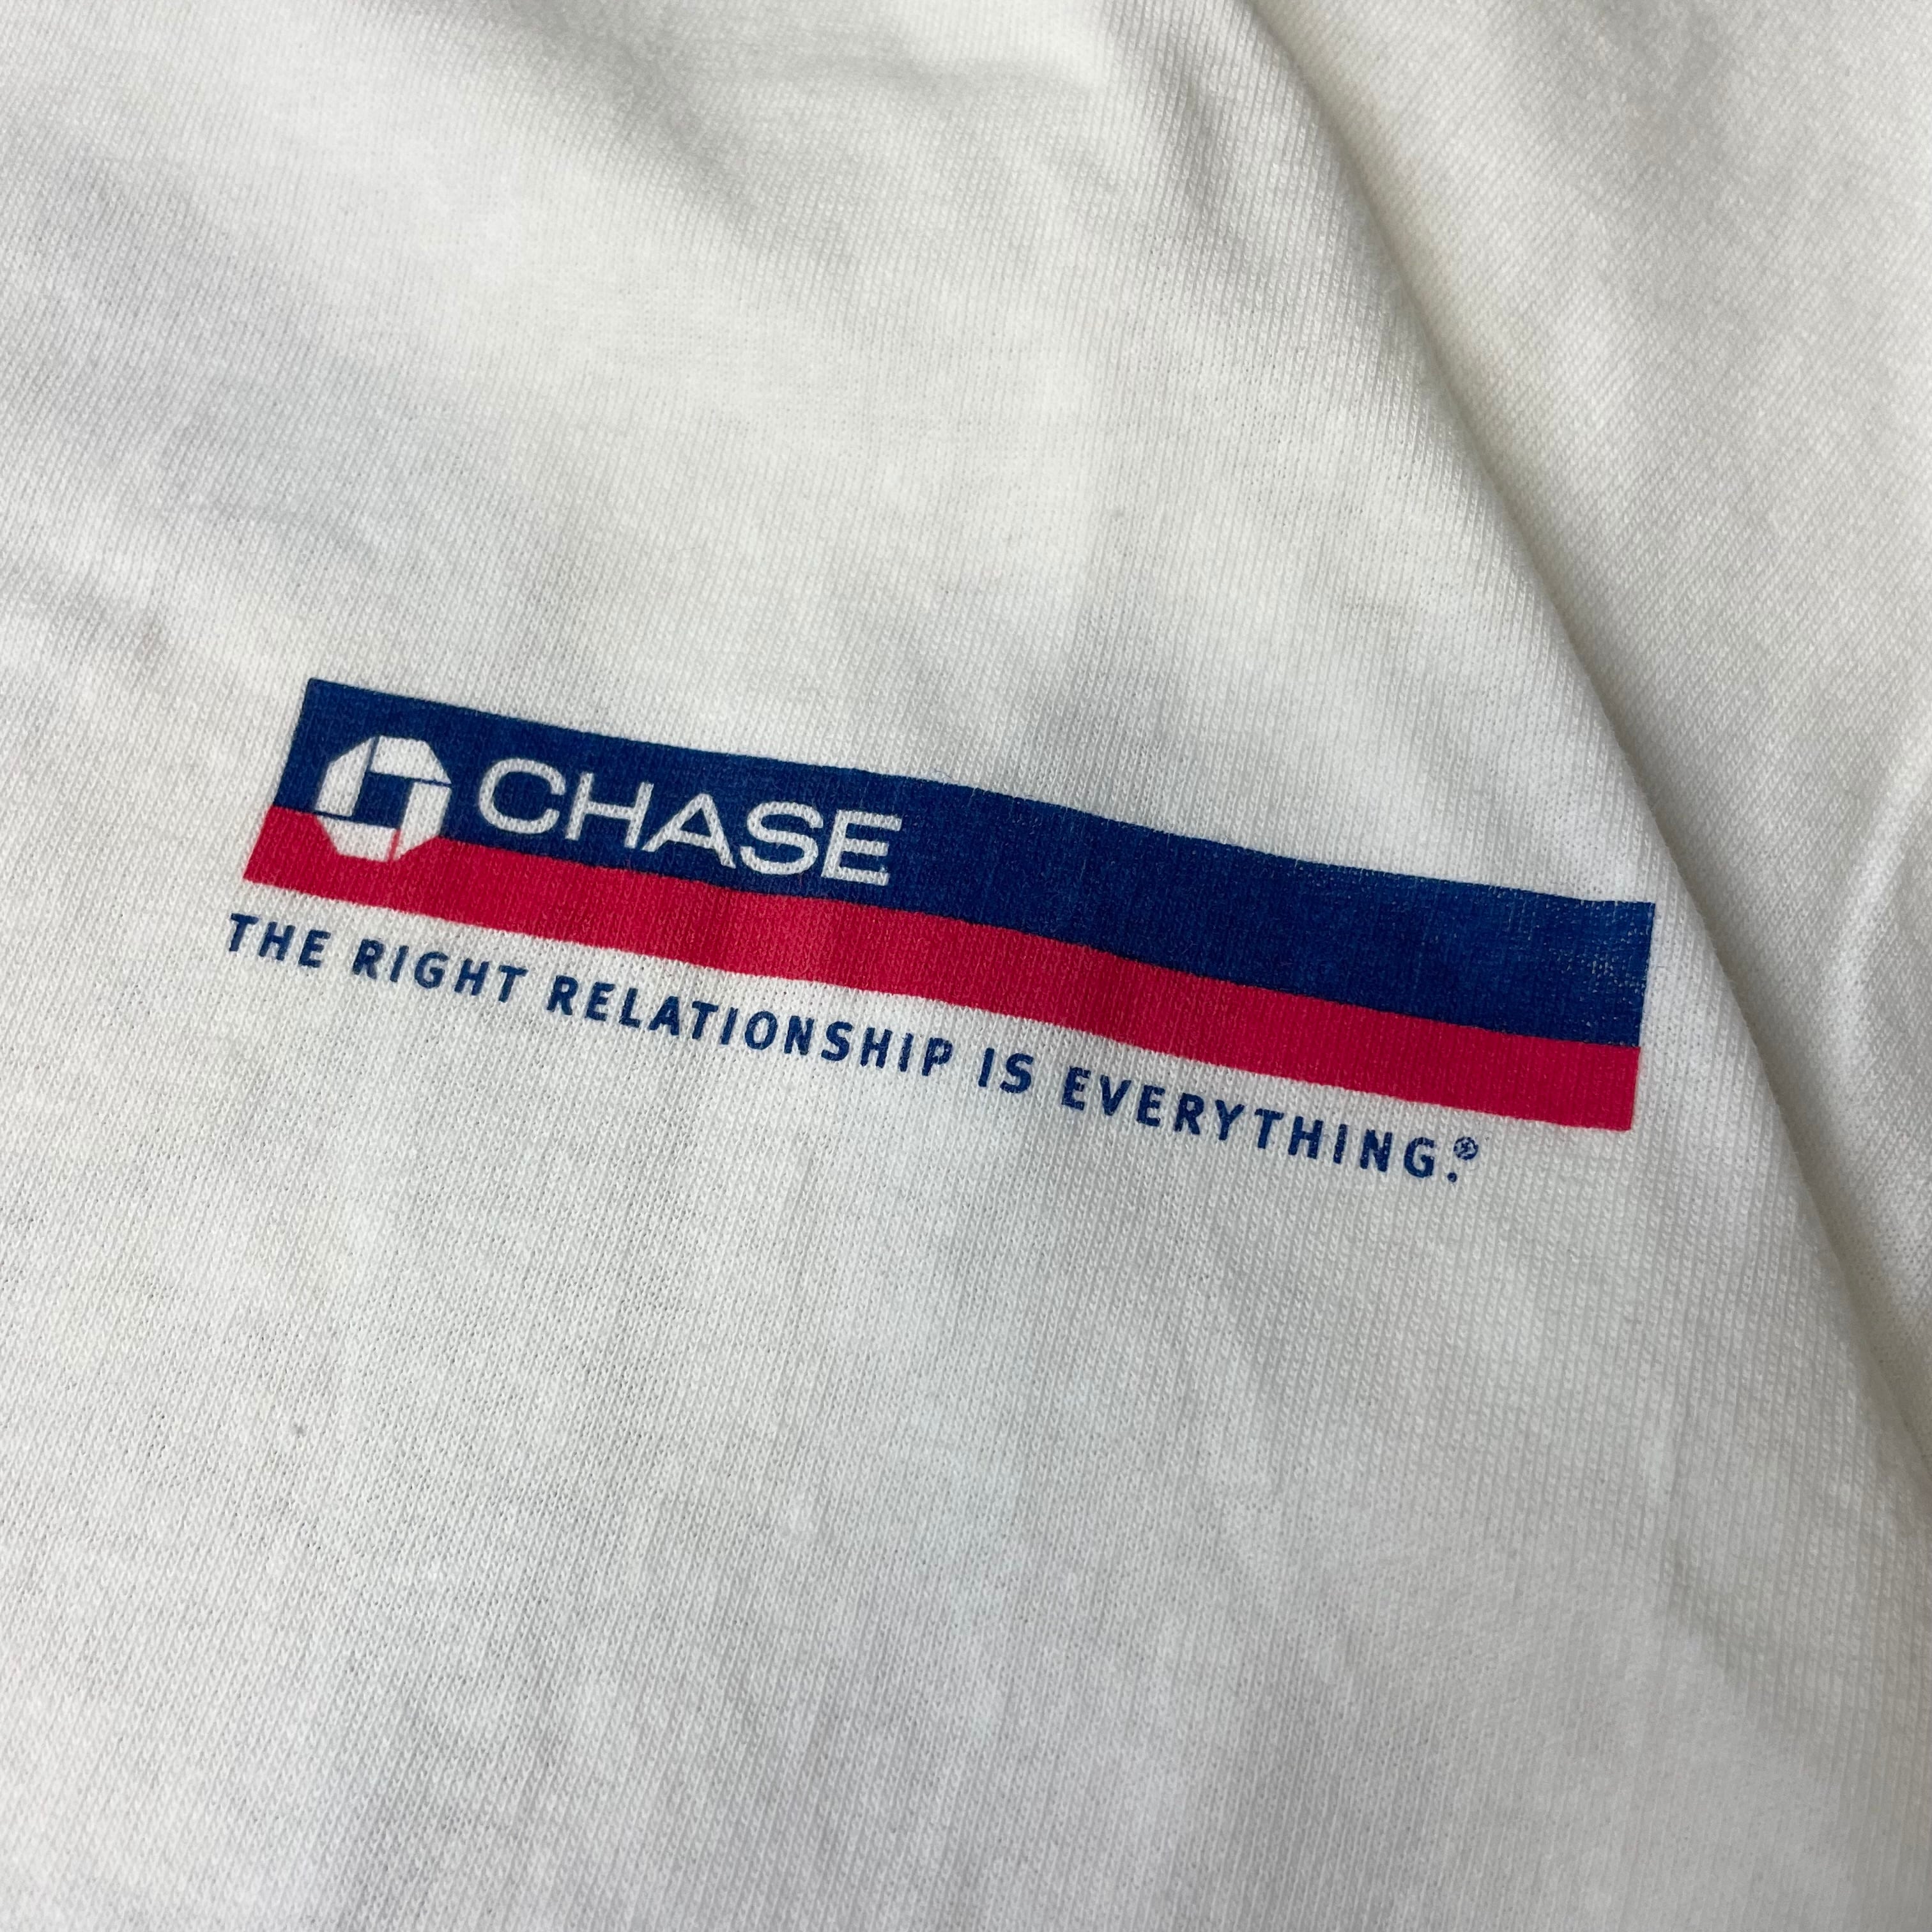 CHASE
THE RIGHT RELATIONSHIP IS EVERYTHING.®